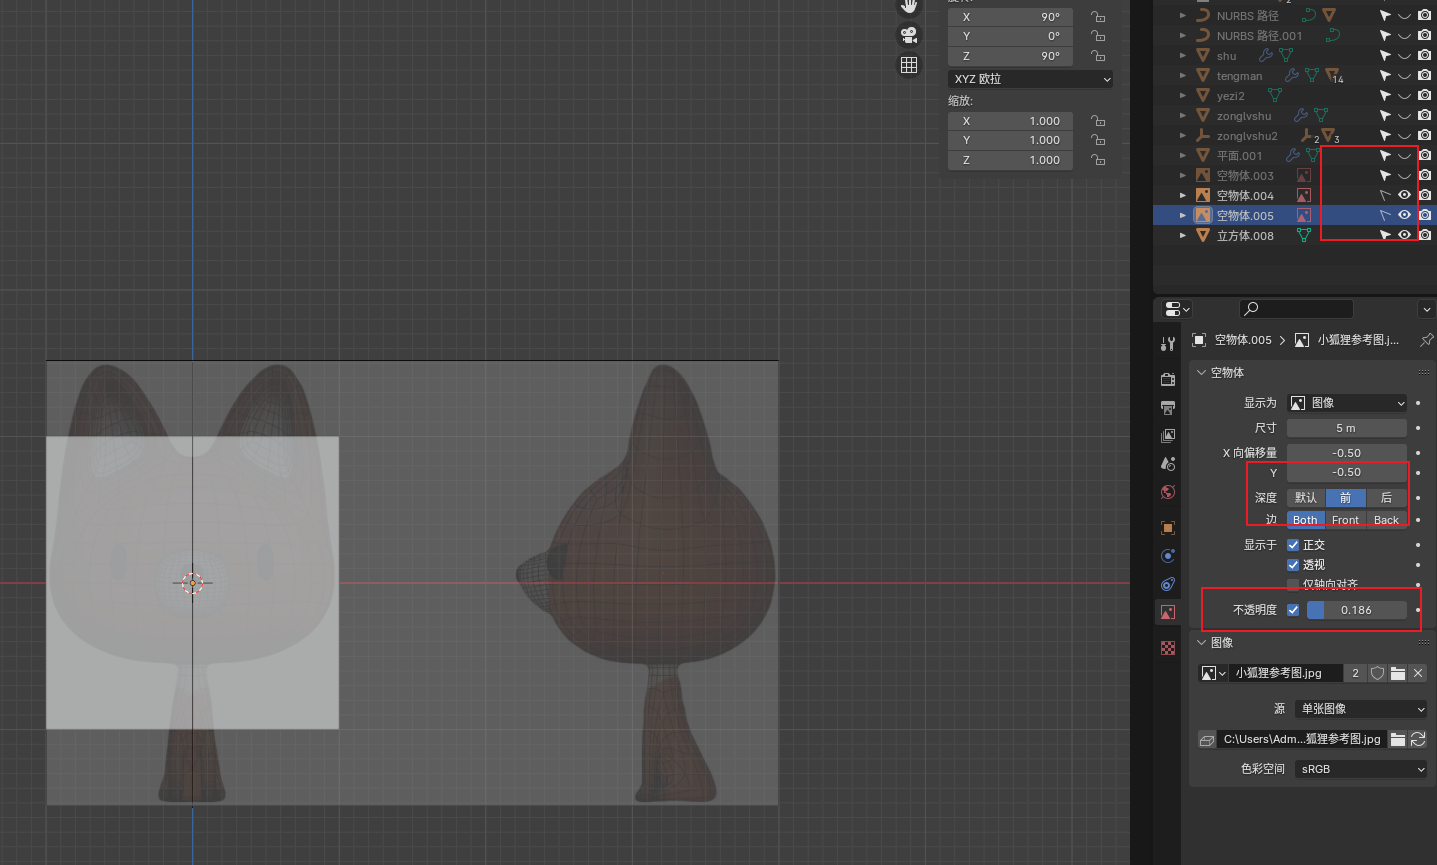 X 90°
Y 0°
Z 90°
XYZ 欧拉
缩放:
X 1.000
Y 1.000
Z 1.000
NURBS 路径
NURBS 路径.001
shu
tengman 14
yezi2
zonglvshu
zonglvshu2 2 3
平面.001
空物体.003
空物体.004
空物体.005
立方体.008
空物体.005 小狐狸参考图.j...
空物体
显示为 图像
尺寸 5 m
X 向偏移量 -0.50
Y -0.50
深度 默认 前 后
边 Both Front Back
显示于 正交
透视
仅轴向对齐
不透明度 0.186
图像
小狐狸参考图.jpg 2
源 单张图像
C:\Users\Adm...狐狸参考图.jpg
色彩空间 sRGB